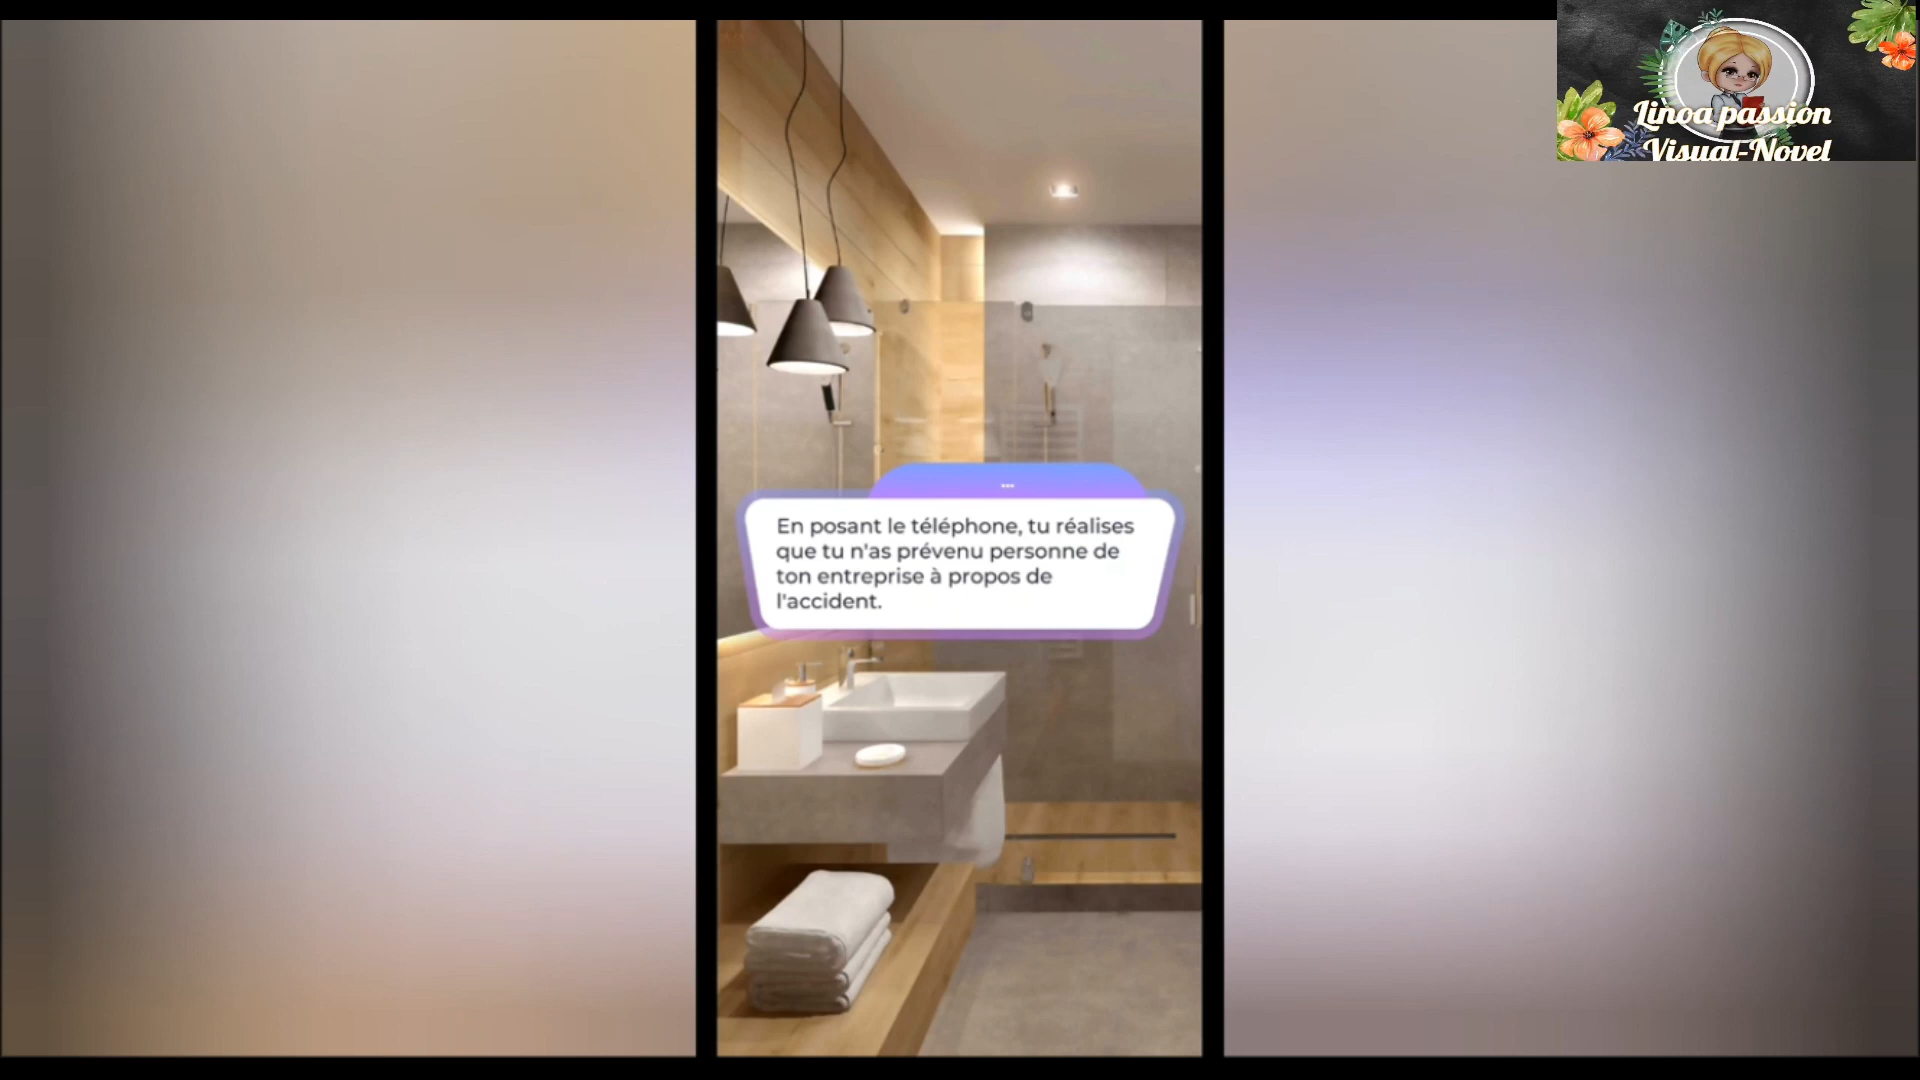 Linoa passion
Visual-Novel
...
En posant le téléphone, tu réalises
que tu n'as prévenu personne de
ton entreprise à propos de
l'accident.